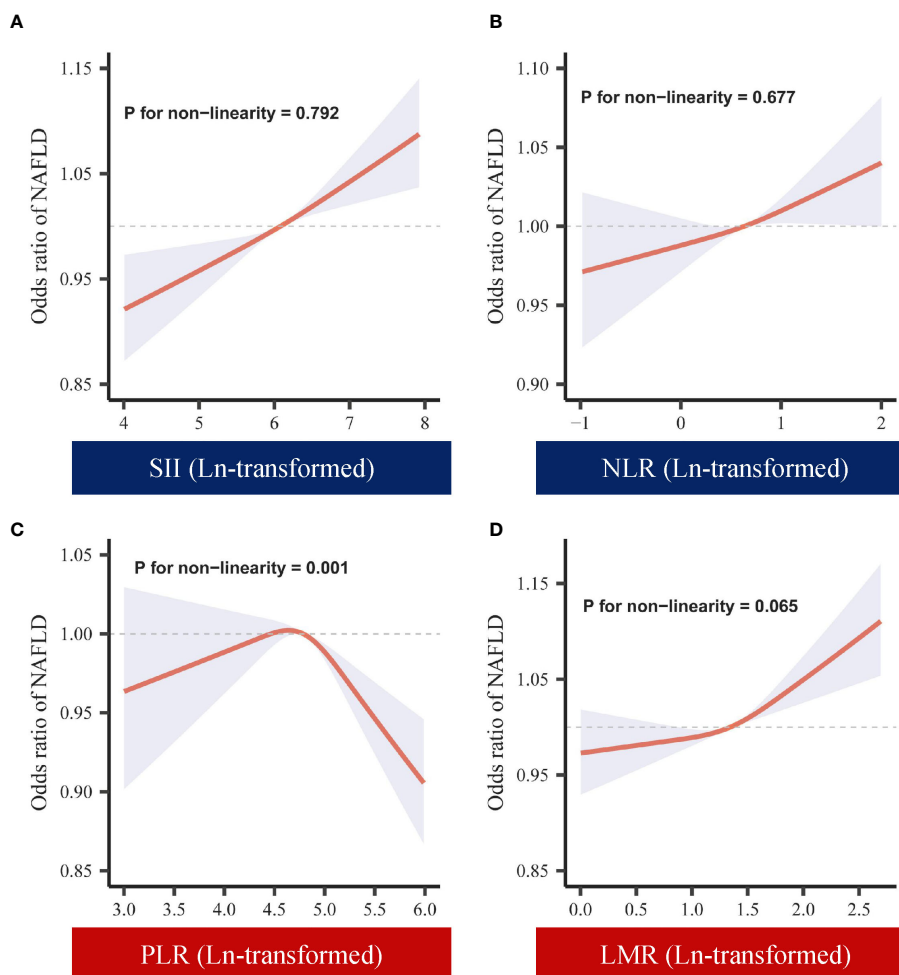 A
Odds ratio of NAFLD
1.15
1.05
0.95
0.85
P for non−linearity = 0.792
4 5 6 7 8
SII (Ln-transformed)
B
Odds ratio of NAFLD
1.10
1.05
1.00
0.95
0.90
P for non−linearity = 0.677
−1 0 1 2
NLR (Ln-transformed)
C
Odds ratio of NAFLD
1.05
1.00
0.95
0.90
0.85
P for non−linearity = 0.001
3.0 3.5 4.0 4.5 5.0 5.5 6.0
PLR (Ln-transformed)
D
Odds ratio of NAFLD
1.15
1.05
0.95
0.85
P for non−linearity = 0.065
0.0 0.5 1.0 1.5 2.0 2.5
LMR (Ln-transformed)